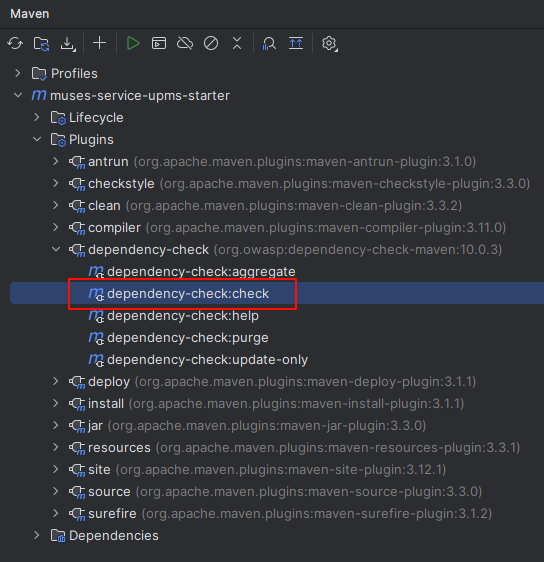 Maven
Profiles
muses-service-upms-starter
Lifecycle
Plugins
antrun (org.apache.maven.plugins:maven-antrun-plugin:3.1.0)
checkstyle (org.apache.maven.plugins:maven-checkstyle-plugin:3.3.0)
clean (org.apache.maven.plugins:maven-clean-plugin:3.3.2)
compiler (org.apache.maven.plugins:maven-compiler-plugin:3.11.0)
dependency-check (org.owasp:dependency-check-maven:10.0.3)
dependency-check:aggregate
dependency-check:check
dependency-check:help
dependency-check:purge
dependency-check:update-only
deploy (org.apache.maven.plugins:maven-deploy-plugin:3.1.1)
install (org.apache.maven.plugins:maven-install-plugin:3.1.1)
jar (org.apache.maven.plugins:maven-jar-plugin:3.3.0)
resources (org.apache.maven.plugins:maven-resources-plugin:3.3.1)
site (org.apache.maven.plugins:maven-site-plugin:3.12.1)
source (org.apache.maven.plugins:maven-source-plugin:3.3.0)
surefire (org.apache.maven.plugins:maven-surefire-plugin:3.1.2)
Dependencies